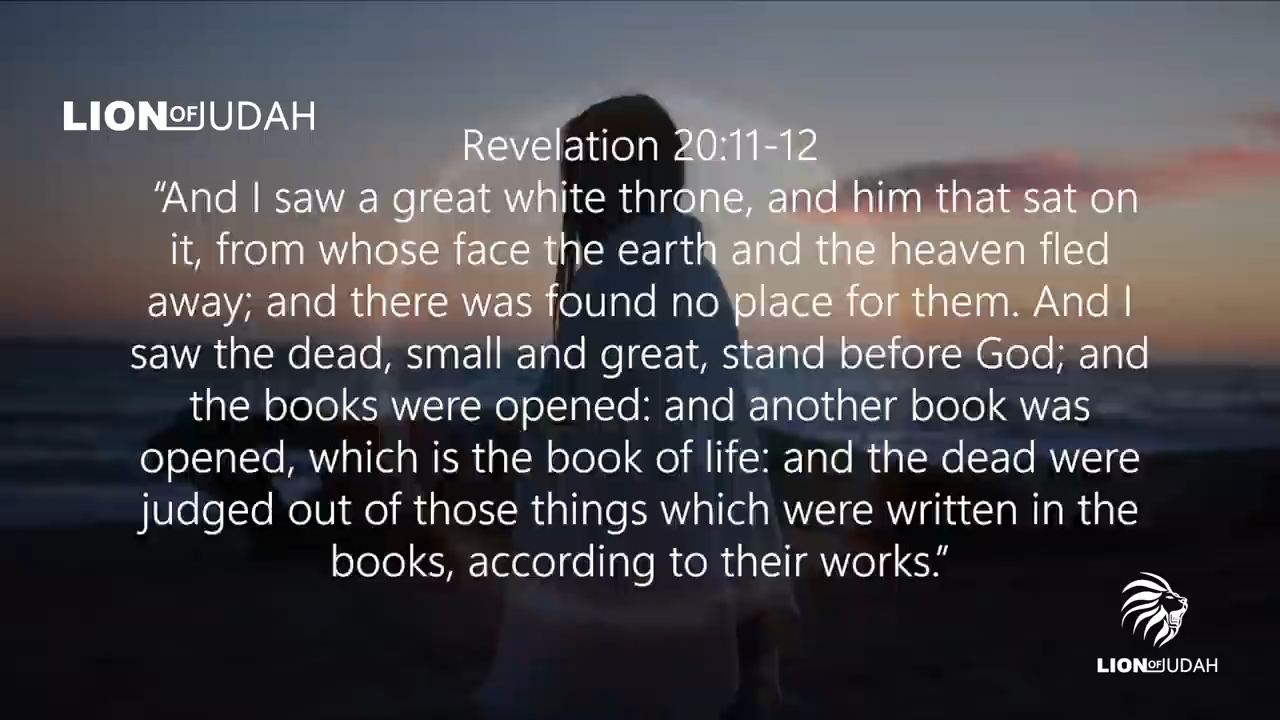 LION OF JUDAH
Revelation 20:11-12
“And I saw a great white throne, and him that sat on
it, from whose face the earth and the heaven fled
away; and there was found no place for them. And I
saw the dead, small and great, stand before God; and
the books were opened: and another book was
opened, which is the book of life: and the dead were
judged out of those things which were written in the
books, according to their works.”
LION OF JUDAH